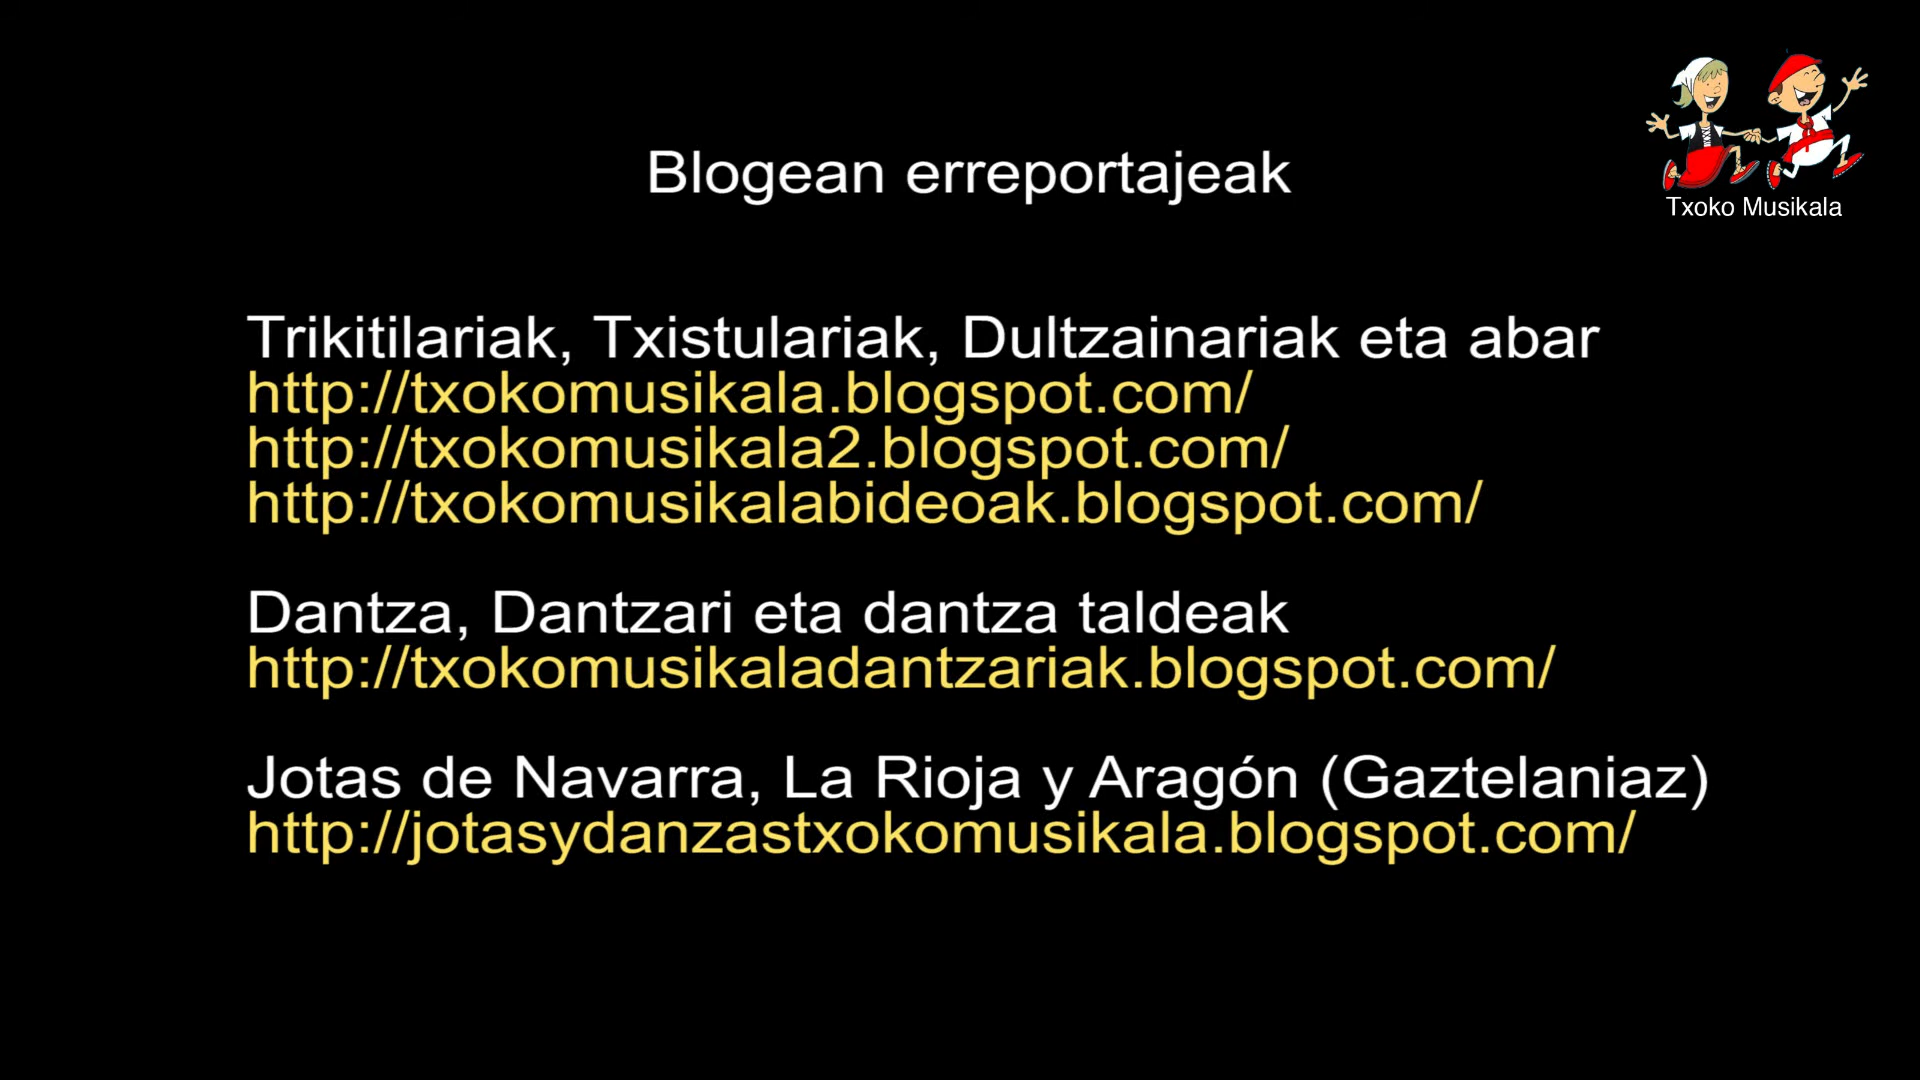 Blogean erreportajeak
Txoko Musikala
Trikitilariak, Txistulariak, Dultzainariak eta abar
http://txokomusikala.blogspot.com/
http://txokomusikala2.blogspot.com/
http://txokomusikalabideoak.blogspot.com/
Dantza, Dantzari eta dantza taldeak
http://txokomusikaladantzariak.blogspot.com/
Jotas de Navarra, La Rioja y Aragón (Gaztelaniaz)
http://jotasydanzastxokomusikala.blogspot.com/